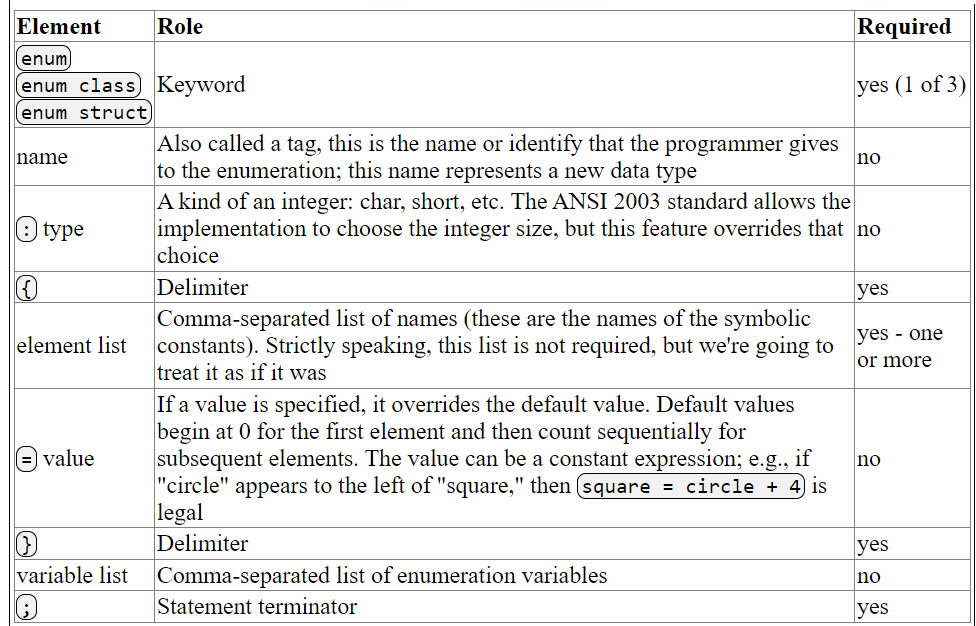 Element Role Required
enum
enum class
enum struct
Keyword
yes (1 of 3)
name
Also called a tag, this is the name or identify that the programmer gives
to the enumeration; this name represents a new data type
no
: type
A kind of an integer: char, short, etc. The ANSI 2003 standard allows the
implementation to choose the integer size, but this feature overrides that
choice
no
{ Delimiter yes
element list
Comma-separated list of names (these are the names of the symbolic
constants). Strictly speaking, this list is not required, but we're going to
treat it as if it was
yes - one
or more
= value
If a value is specified, it overrides the default value. Default values
begin at 0 for the first element and then count sequentially for
subsequent elements. The value can be a constant expression; e.g., if
"circle" appears to the left of "square," then square = circle + 4 is
legal
no
} Delimiter yes
variable list Comma-separated list of enumeration variables no
; Statement terminator yes